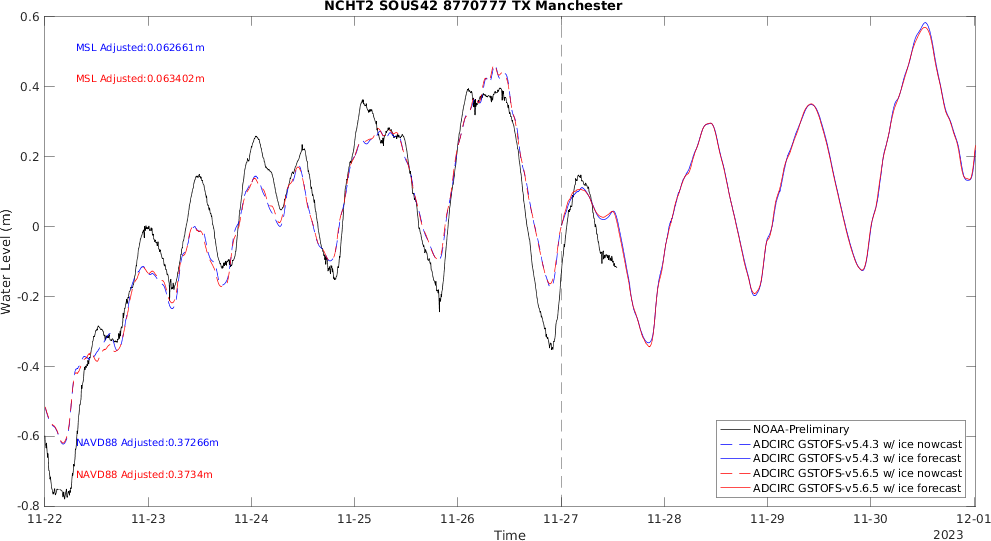 NCHT2 SOUS42 8770777 TX Manchester
MSL Adjusted:0.062661m
MSL Adjusted:0.063402m
NAVD88 Adjusted:0.37266m
NAVD88 Adjusted:0.3734m
Water Level (m)
0.6
0.4
0.2
0
-0.2
-0.4
-0.6
-0.8
NOAA-Preliminary
ADCIRC GSTOFS-v5.4.3 w/ ice nowcast
ADCIRC GSTOFS-v5.4.3 w/ ice forecast
ADCIRC GSTOFS-v5.6.5 w/ ice nowcast
ADCIRC GSTOFS-v5.6.5 w/ ice forecast
11-22 11-23 11-24 11-25 11-26 11-27 11-28 11-29 11-30 12-01
Time
2023